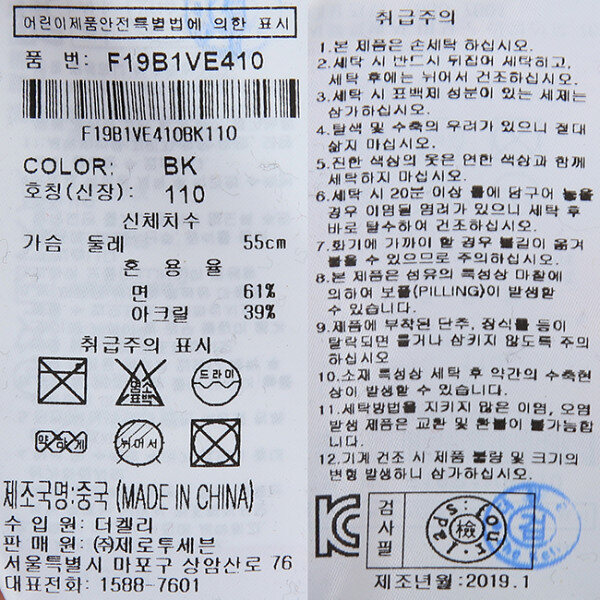 어린이제품안전특별법에 의한 표시
품 번: F19B1VE410
F19B1VE410BK110
COLOR: BK
호칭(신장): 110
신체치수
가슴 둘레 55cm
혼 용 율
면 61%
아크릴 39%
취급주의 표시
염소
표백
드라이
약하게
뉘어서
제조국명:중국 (MADE IN CHINA)
수 입 원: 더켈리
판 매 원: ㈜제로투세븐
서울특별시 마포구 상암산로 76
대표전화: 1588-7601
취급주의
1.본 제품은 손세탁 하십시오.
2.세탁 시 반드시 뒤집어 세탁하고,
세탁 후에는 뉘어서 건조하십시오.
3.세탁 시 표백제 성분이 있는 세제는
삼가하십시오.
4.탈색 및 수축의 우려가 있으니 절대
삶지 마십시오.
5.진한 색상의 옷은 연한 색상과 함께
세탁하지 마십시오.
6.세탁 시 20분 이상 물에 담구어 놓을
경우 이염될 염려가 있으니 세탁 후
바로 탈수하여 건조하십시오.
7.화기에 가까이 할 경우 불길이 옮겨
붙을 수 있으므로 주의하십시오.
8.본 제품은 섬유의 특성상 마찰에
의하여 보풀(PILLING)이 발생할
수 있습니다.
9.제품에 부착된 단추, 장식물 등이
탈락되면 물거나 삼키지 않도록 주의
하십시오
10.소재 특성상 세탁 후 약간의 수축현
상이 발생할 수 있습니다.
11.세탁방법을 지키지 않은 이염, 오염
발생 제품은 교환 및 환불이 불가능합
니다.
12.기계 건조 시 제품 불량 및 크기의
변형 발생하니 삼가하십시오.
검
사
필
檢
제조년월:2019.1